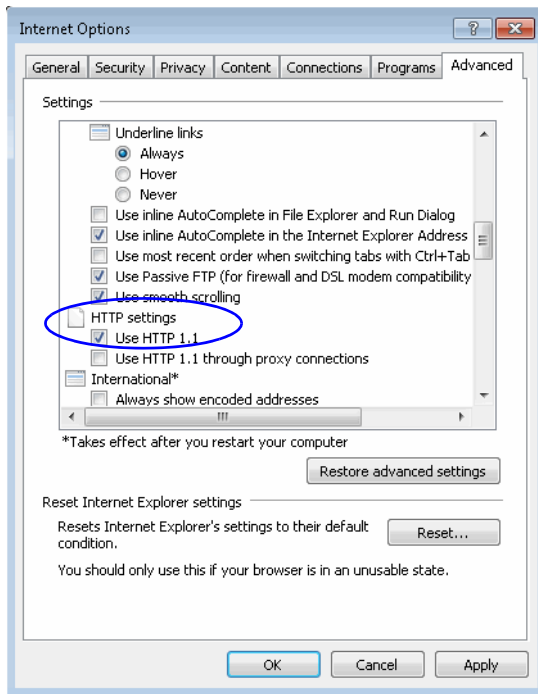 Internet Options
General Security Privacy Content Connections Programs Advanced
Settings
Underline links
Always
Hover
Never
Use inline AutoComplete in File Explorer and Run Dialog
Use inline AutoComplete in the Internet Explorer Address
Use most recent order when switching tabs with Ctrl+Tab
Use Passive FTP (for firewall and DSL modem compatibility
Use smooth scrolling
HTTP settings
Use HTTP 1.1
Use HTTP 1.1 through proxy connections
International*
Always show encoded addresses
*Takes effect after you restart your computer
Restore advanced settings
Reset Internet Explorer settings
Resets Internet Explorer's settings to their default
condition.
Reset...
You should only use this if your browser is in an unusable state.
OK Cancel Apply